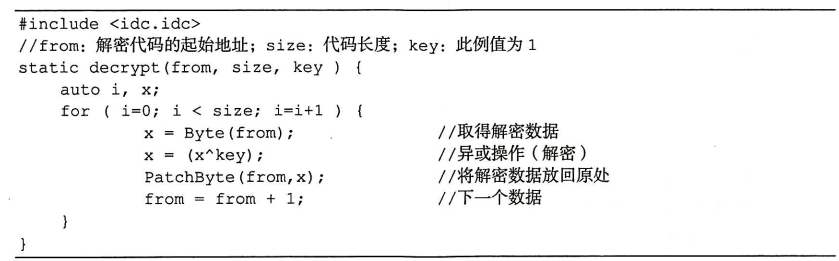 #include <idc.idc>
//from: 解密代码的起始地址; size: 代码长度; key: 此例值为 1
static decrypt(from, size, key ) {
    auto i, x;
    for ( i=0; i < size; i=i+1 ) {
        x = Byte(from);                //取得解密数据
        x = (x^key);                   //异或操作（解密）
        PatchByte(from,x);             //将解密数据放回原处
        from = from + 1;               //下一个数据
    }
}